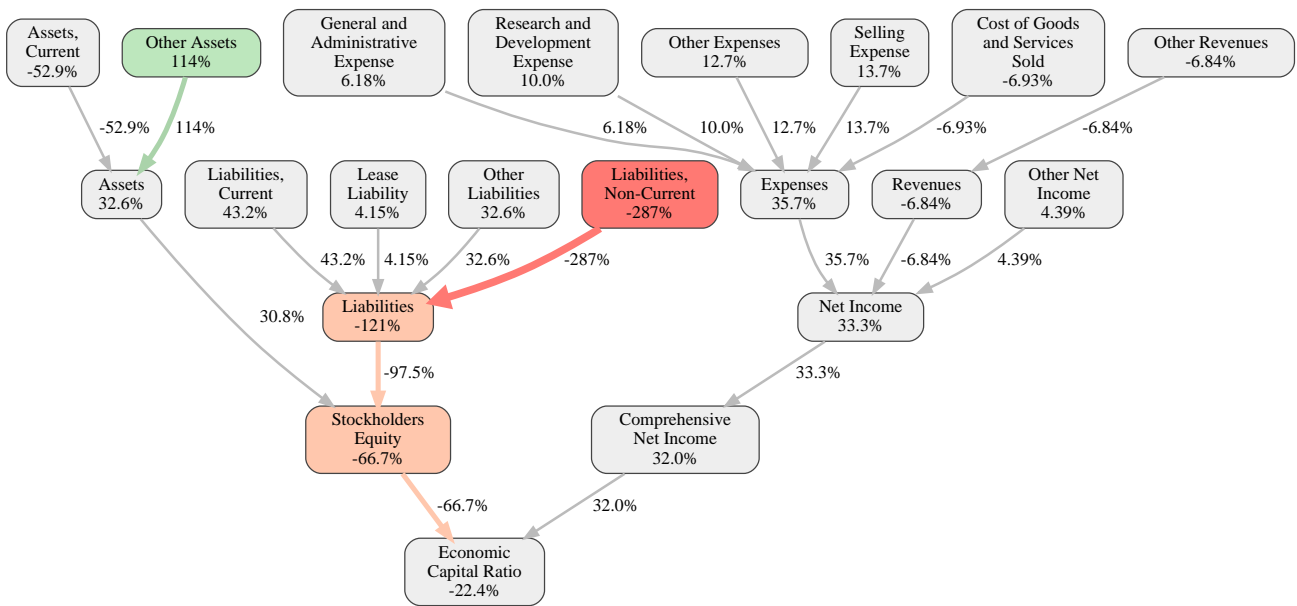 Assets,
Current
-52.9%
Other Assets
114%
General and
Administrative
Expense
6.18%
Research and
Development
Expense
10.0%
Other Expenses
12.7%
Selling
Expense
13.7%
Cost of Goods
and Services
Sold
-6.93%
Other Revenues
-6.84%
-52.9%
114%
6.18%
10.0%
12.7%
13.7%
-6.93%
-6.84%
Assets
32.6%
Liabilities,
Current
43.2%
Lease
Liability
4.15%
Other
Liabilities
32.6%
Liabilities,
Non-Current
-287%
Expenses
35.7%
Revenues
-6.84%
Other Net
Income
4.39%
43.2%
4.15%
32.6%
-287%
35.7%
-6.84%
4.39%
30.8%
Liabilities
-121%
Net Income
33.3%
-97.5%
33.3%
Stockholders
Equity
-66.7%
Comprehensive
Net Income
32.0%
-66.7%
32.0%
Economic
Capital Ratio
-22.4%